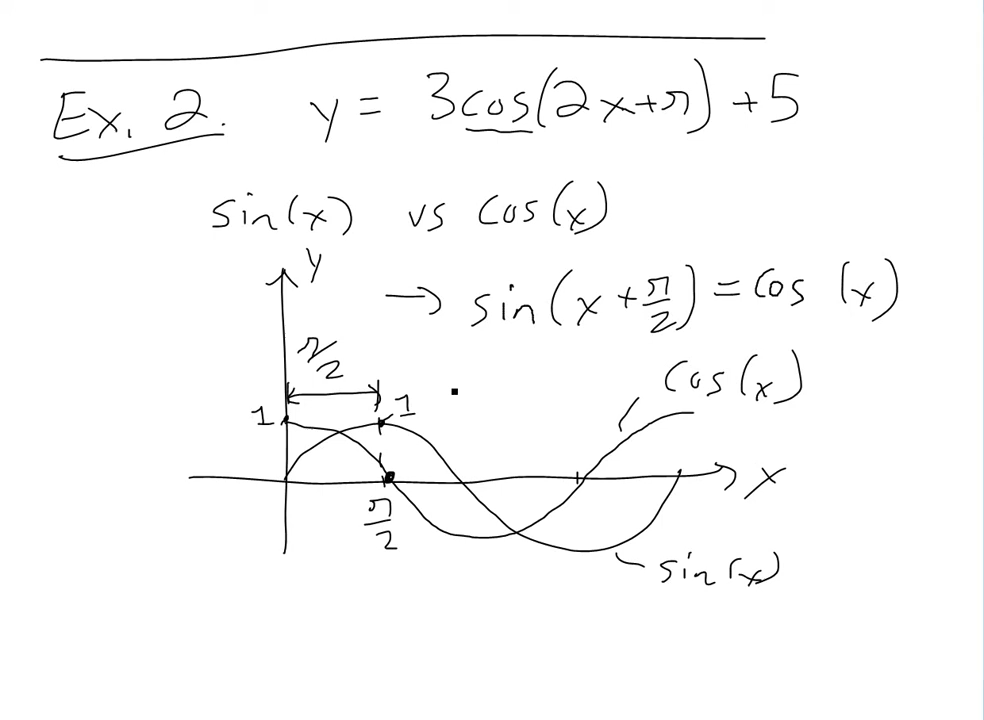 Ex. 2. y = 3cos(2x+π)+5
sin(x) vs cos(x)
y
→ sin(x+π/2)=cos(x)
π/2
cos(x)
1 1
x
π/2
sin(x)